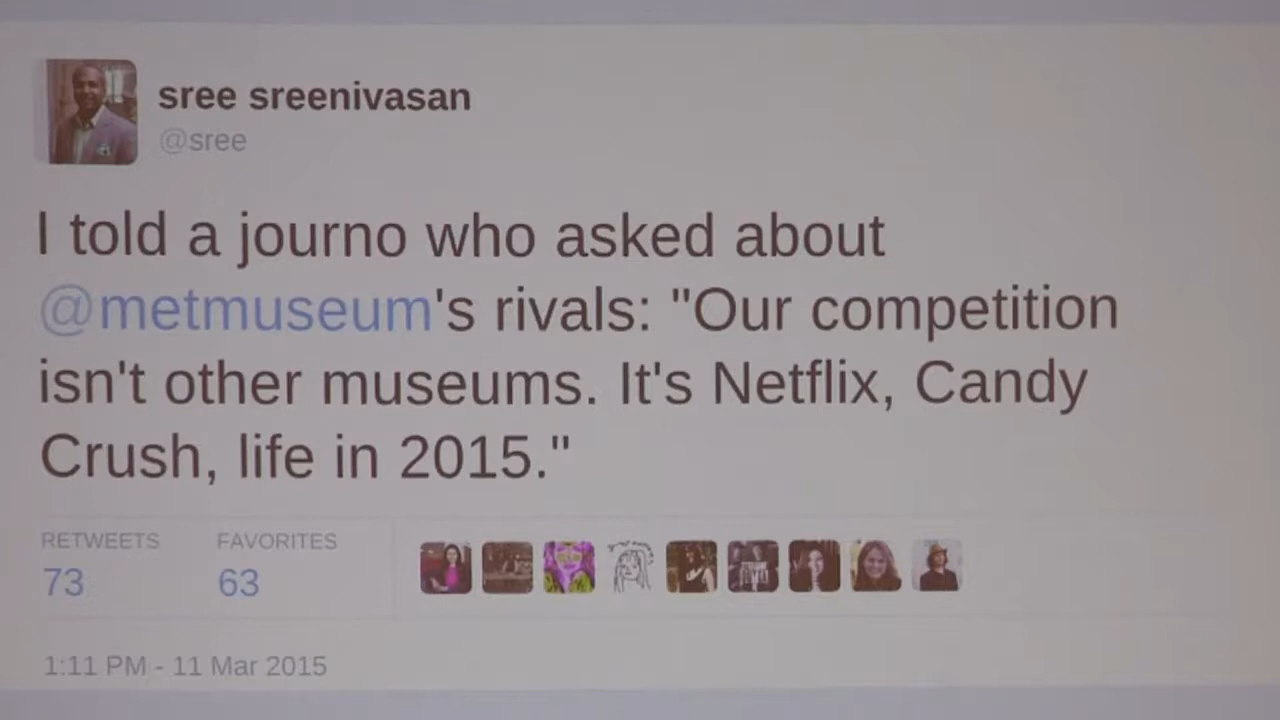 sree sreenivasan
@sree
I told a journo who asked about
@metmuseum's rivals: "Our competition
isn't other museums. It's Netflix, Candy
Crush, life in 2015."
RETWEETS FAVORITES
73 63
1:11 PM - 11 Mar 2015